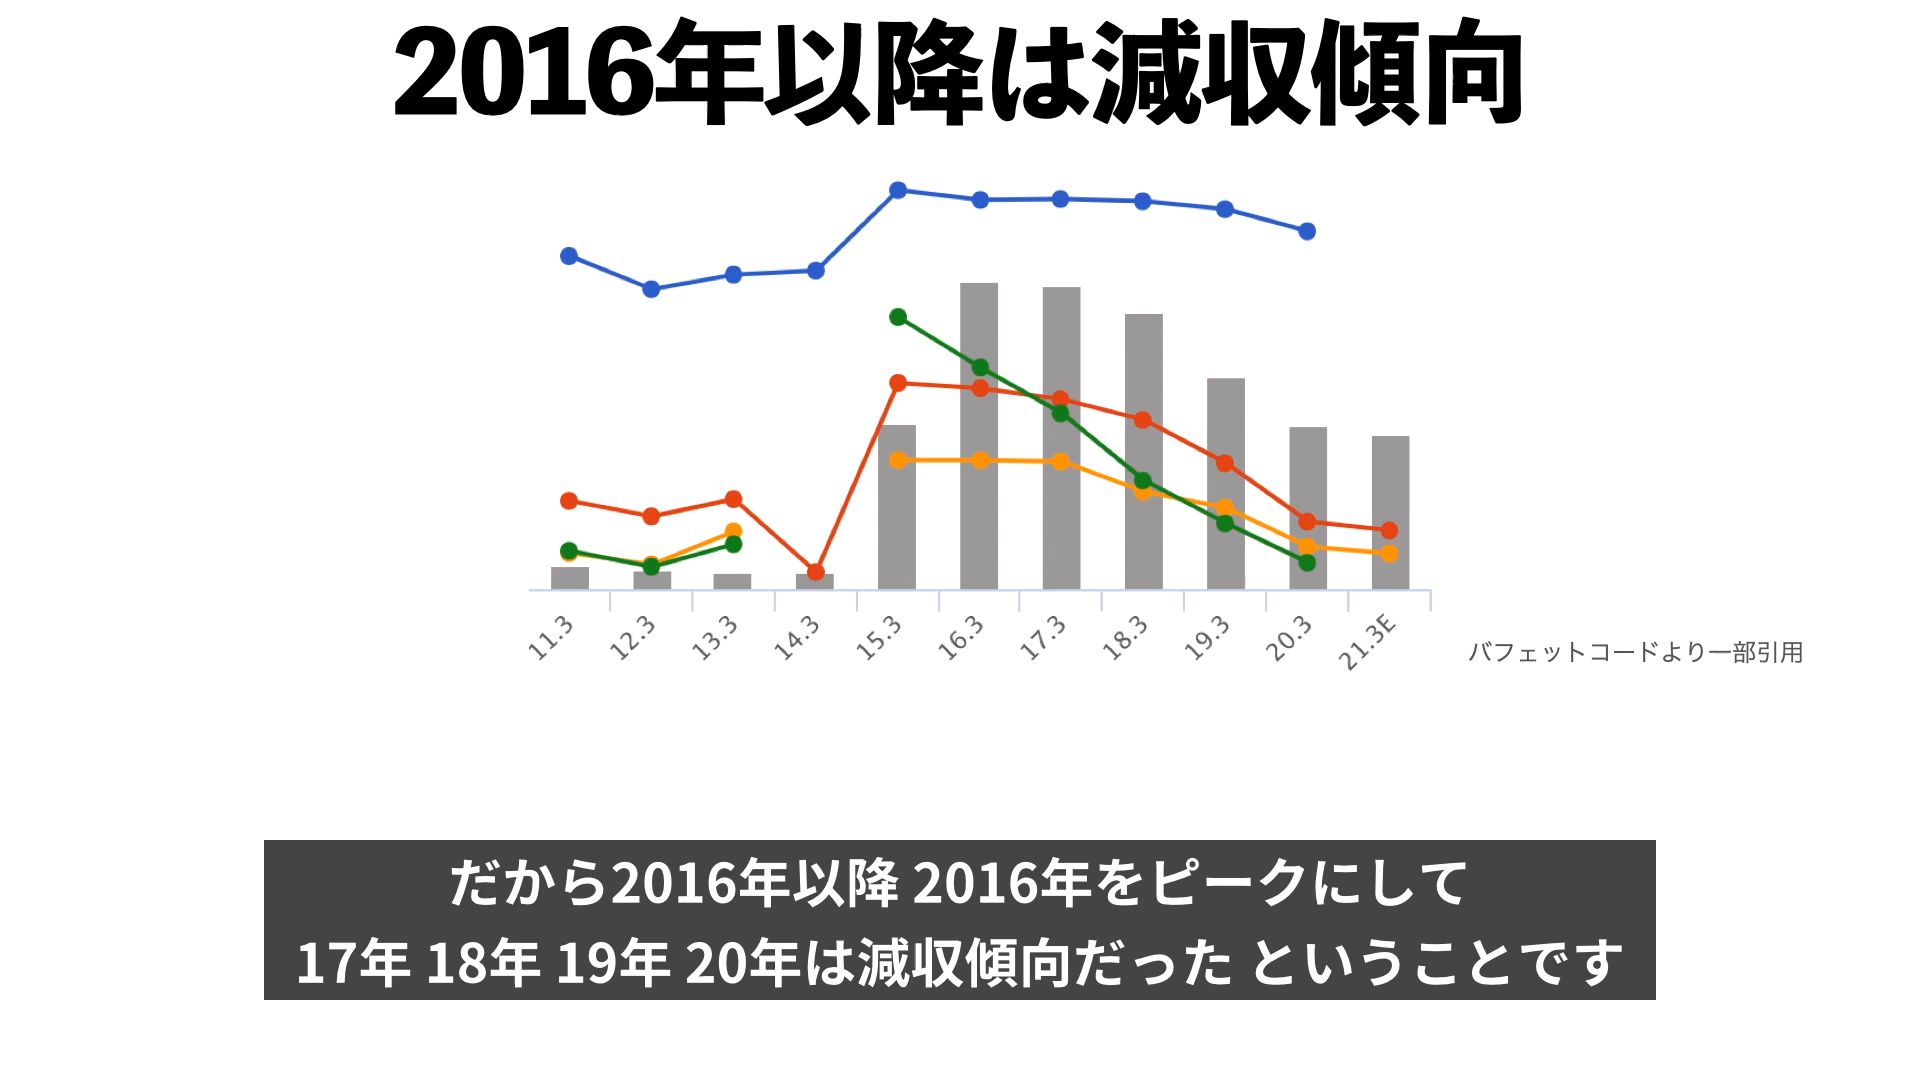 2016年以降は減収傾向
11.3
12.3
13.3
14.3
15.3
16.3
17.3
18.3
19.3
20.3
21.3E
バフェットコードより一部引用
だから2016年以降 2016年をピークにして
17年 18年 19年 20年は減収傾向だった ということです